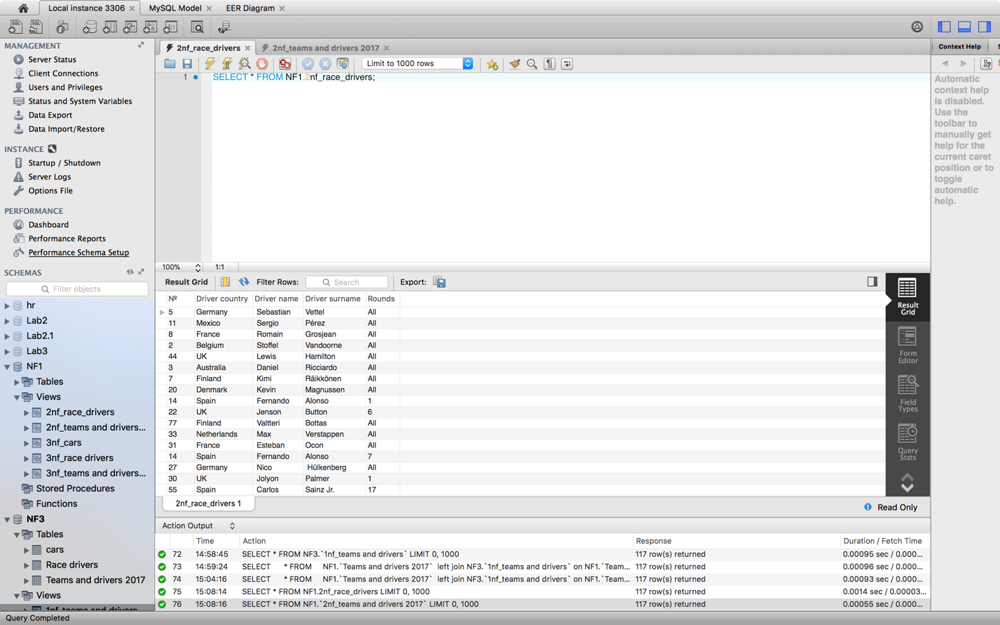 Local instance 3306
MySQL Model
EER Diagram
MANAGEMENT
Server Status
Client Connections
Users and Privileges
Status and System Variables
Data Export
Data Import/Restore
INSTANCE
Startup / Shutdown
Server Logs
Options File
PERFORMANCE
Dashboard
Performance Reports
Performance Schema Setup
SCHEMAS
Filter objects
hr
Lab2
Lab2.1
Lab3
NF1
Tables
Views
2nf_race_drivers
2nf_teams and drivers...
3nf_cars
3nf_race drivers
3nf_teams and drivers...
Stored Procedures
Functions
NF3
Tables
cars
Race drivers
Teams and drivers 2017
Views
1nf_teams and drivers
Query Completed
2nf_race_drivers
2nf_teams and drivers 2017
Limit to 1000 rows
1 SELECT * FROM NF1.2nf_race_drivers;
100% 1:1
Result Grid Filter Rows: Search Export:
Nº Driver country Driver name Driver surname Rounds
5 Germany Sebastian Vettel All
11 Mexico Sergio Pérez All
8 France Romain Grosjean All
2 Belgium Stoffel Vandoorne All
44 UK Lewis Hamilton All
3 Australia Daniel Ricciardo All
7 Finland Kimi Räikkönen All
20 Denmark Kevin Magnussen All
14 Spain Fernando Alonso 1
22 UK Jenson Button 6
77 Finland Valtteri Bottas All
33 Netherlands Max Verstappen All
31 France Esteban Ocon All
14 Spain Fernando Alonso 7
27 Germany Nico Hülkenberg All
30 UK Jolyon Palmer 1
55 Spain Carlos Sainz Jr. 17
Result
Grid
Form
Editor
Field
Types
Query
Stats
2nf_race_drivers 1
Read Only
Action Output
Time Action Response Duration / Fetch Time
72 14:58:45 SELECT * FROM NF3.`1nf_teams and drivers` LIMIT 0, 1000 117 row(s) returned 0.00095 sec / 0.000...
73 14:59:24 SELECT * FROM NF1.`Teams and drivers 2017` left join NF3.`1nf_teams and drivers` on NF1.`Team... 117 row(s) returned 0.00096 sec / 0.000...
74 15:04:16 SELECT * FROM NF1.`Teams and drivers 2017` left join NF3.`1nf_teams and drivers` on NF1.`Team... 117 row(s) returned 0.00093 sec / 0.000...
75 15:08:14 SELECT * FROM NF1.2nf_race_drivers LIMIT 0, 1000 117 row(s) returned 0.0014 sec / 0.00003...
76 15:08:16 SELECT * FROM NF1.`2nf_teams and drivers 2017` LIMIT 0, 1000 117 row(s) returned 0.00055 sec / 0.000...
Context Help
Automatic
context help
is disabled.
Use the
toolbar to
manually get
help for the
current caret
position or to
toggle
automatic
help.